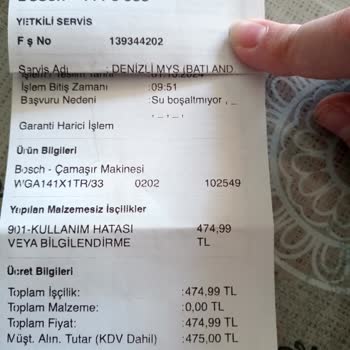 YETKİLİ SERVİS
Fiş No 139344202
Servis Adı : DENİZLİ MYS (BATI AND.
İşlem Bitiş Zamanı :09:51
Başvuru Nedeni :Su boşaltmıyor , ..
Garanti Harici İşlem
Ürün Bilgileri
Bosch - Çamaşır Makinesi
WGA141X1TR/33 0202 102549
Yapılan Malzemesiz İşçilikler
901-KULLANIM HATASI 474,99
VEYA BİLGİLENDİRME TL
Ücret Bilgileri
Toplam İşçilik: :474,99 TL
Toplam Malzeme: :0,00 TL
Toplam Fiyat: :474,99 TL
Müşt. Alın. Tutar (KDV Dahil) :475,00 TL